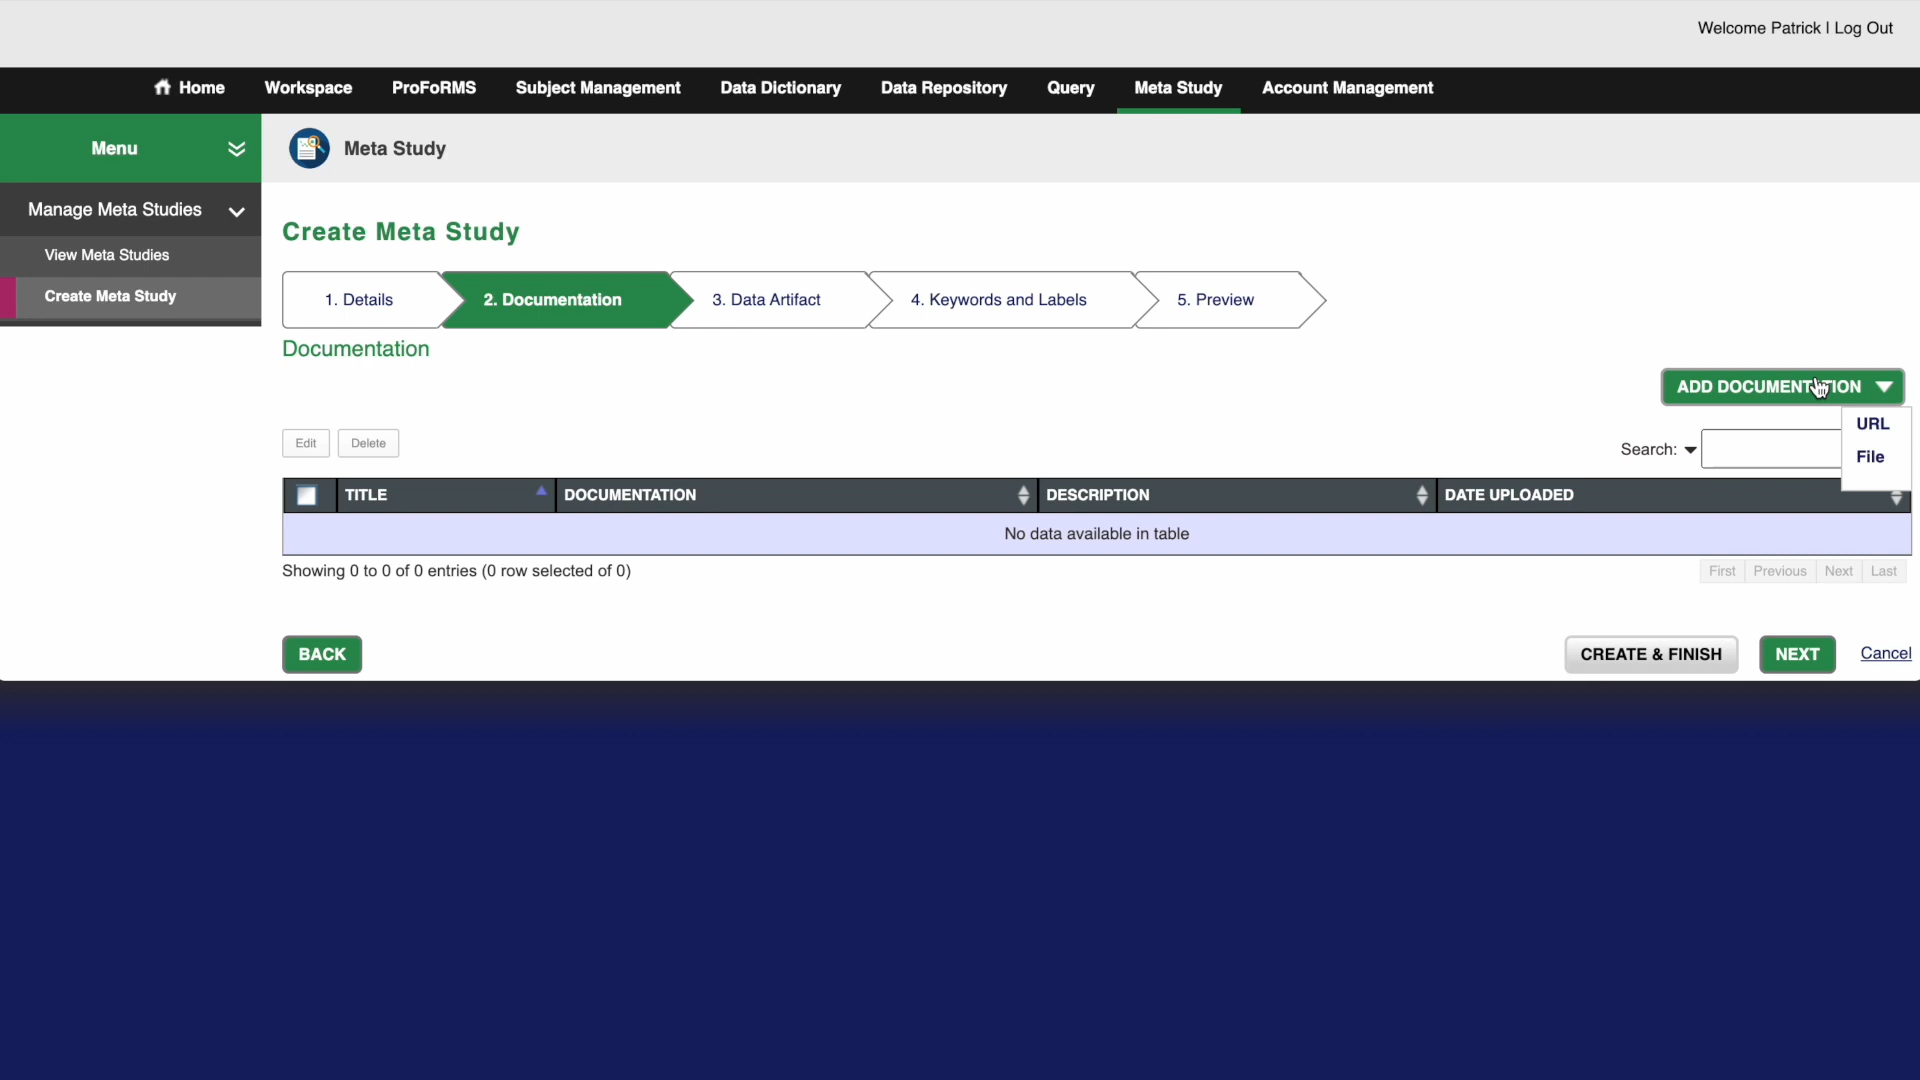 Welcome Patrick | Log Out
Home Workspace ProFoRMS Subject Management Data Dictionary Data Repository Query Meta Study Account Management
Menu
Meta Study
Manage Meta Studies
View Meta Studies
Create Meta Study
Create Meta Study
1. Details 2. Documentation 3. Data Artifact 4. Keywords and Labels 5. Preview
Documentation
ADD DOCUMENTATION
URL
File
Edit Delete
Search:
TITLE DOCUMENTATION DESCRIPTION DATE UPLOADED
No data available in table
Showing 0 to 0 of 0 entries (0 row selected of 0)
First Previous Next Last
BACK
CREATE & FINISH NEXT Cancel